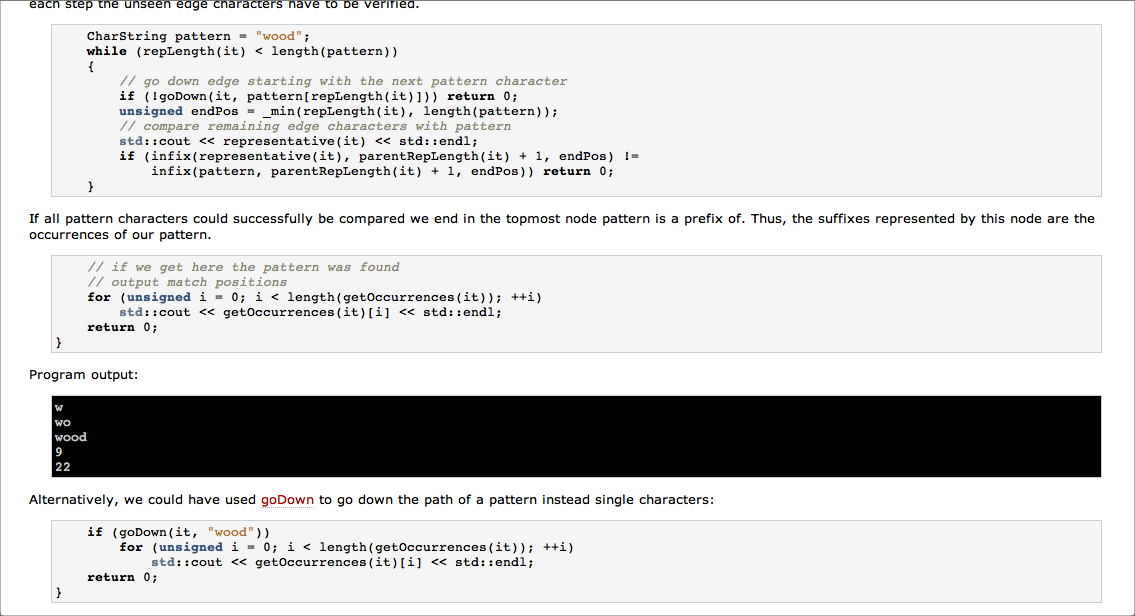 each step the unseen edge characters have to be verified.
CharString pattern = "wood";
while (repLength(it) < length(pattern))
{
// go down edge starting with the next pattern character
if (!goDown(it, pattern[repLength(it)])) return 0;
unsigned endPos = _min(repLength(it), length(pattern));
// compare remaining edge characters with pattern
std::cout << representative(it) << std::endl;
if (infix(representative(it), parentRepLength(it) + 1, endPos) !=
infix(pattern, parentRepLength(it) + 1, endPos)) return 0;
}
If all pattern characters could successfully be compared we end in the topmost node pattern is a prefix of. Thus, the suffixes represented by this node are the
occurrences of our pattern.
// if we get here the pattern was found
// output match positions
for (unsigned i = 0; i < length(getOccurrences(it)); ++i)
std::cout << getOccurrences(it)[i] << std::endl;
return 0;
}
Program output:
w
wo
wood
9
22
Alternatively, we could have used goDown to go down the path of a pattern instead single characters:
if (goDown(it, "wood"))
for (unsigned i = 0; i < length(getOccurrences(it)); ++i)
std::cout << getOccurrences(it)[i] << std::endl;
return 0;
}